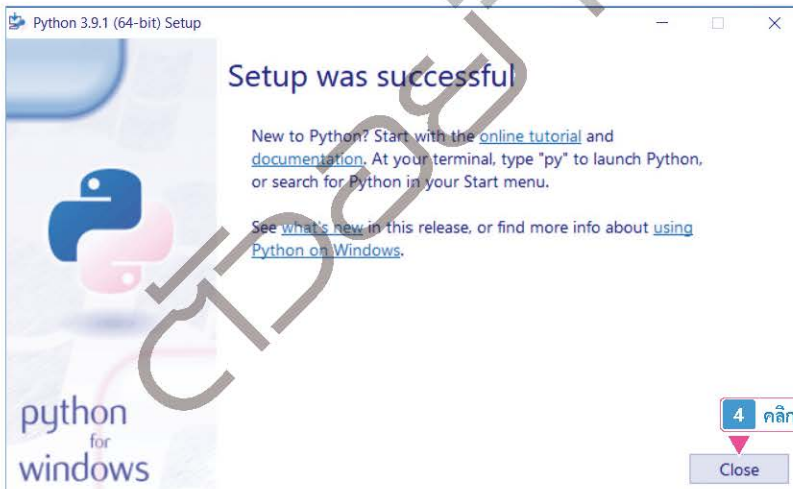 Python 3.9.1 (64-bit) Setup
Setup was successful
New to Python? Start with the online tutorial and
documentation. At your terminal, type "py" to launch Python,
or search for Python in your Start menu.
See what's new in this release, or find more info about using
Python on Windows.
python
for
windows
4 คลิก
Close